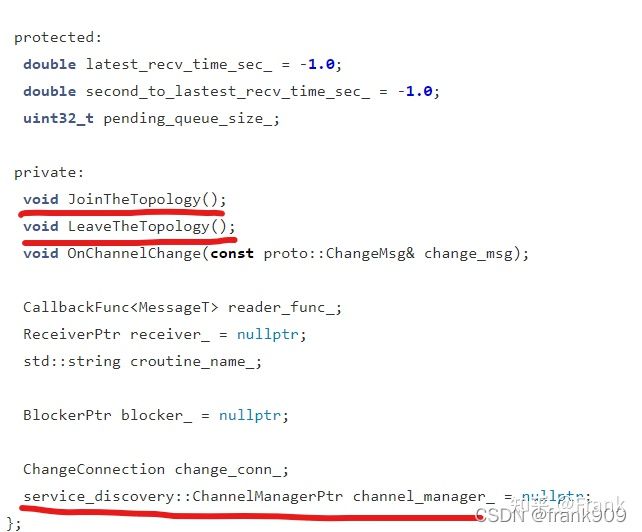 protected:
double latest_recv_time_sec_ = -1.0;
double second_to_lastest_recv_time_sec_ = -1.0;
uint32_t pending_queue_size_;
private:
void JoinTheTopology();
void LeaveTheTopology();
void OnChannelChange(const proto::ChangeMsg& change_msg);
CallbackFunc<MessageT> reader_func_;
ReceiverPtr receiver_ = nullptr;
std::string croutine_name_;
BlockerPtr blocker_ = nullptr;
ChangeConnection change_conn_;
service_discovery::ChannelManagerPtr channel_manager_ = nullptr;
知乎 @Frank
};
CSDN @frank909